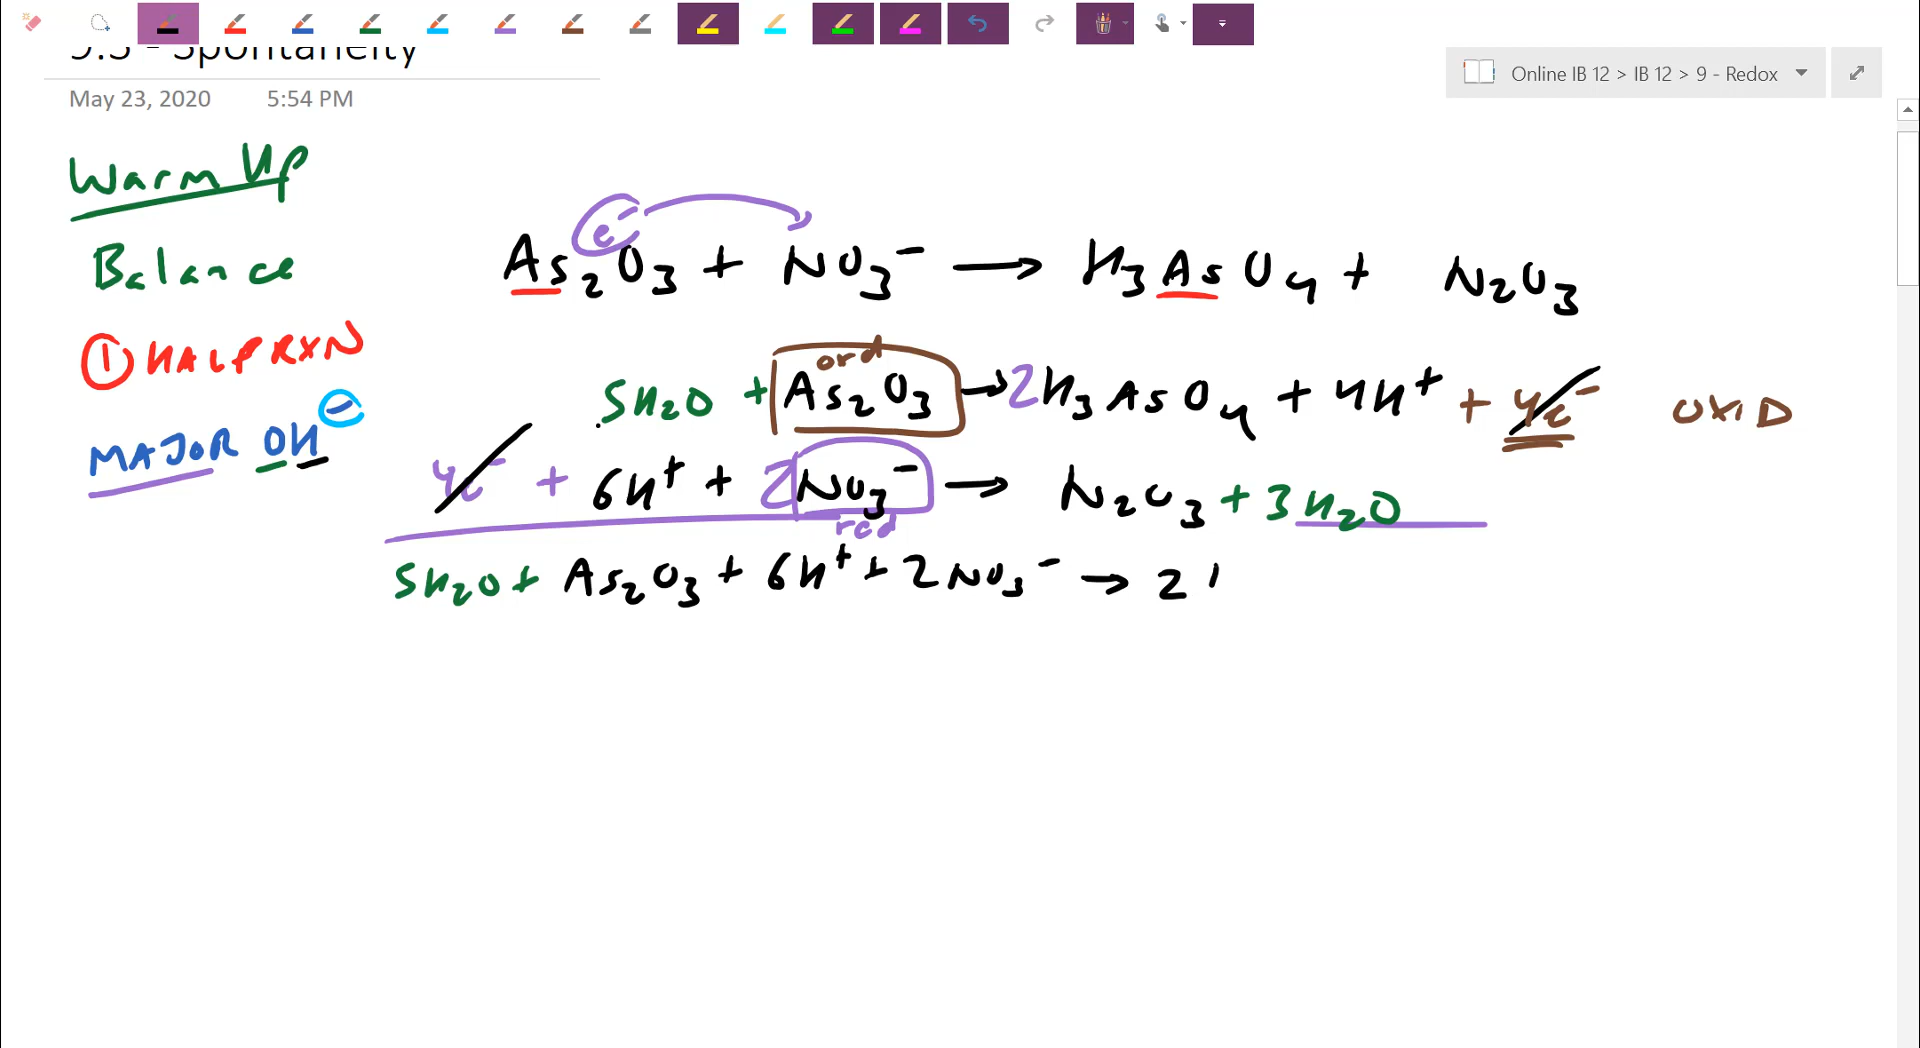 9.3 - Spontaneity
Online IB 12 > IB 12 > 9 - Redox
May 23, 2020 5:54 PM
Warm Up
Balance
As₂O₃ + NO₃⁻ → H₃AsO₄ + N₂O₃
e⁻
① HALF RXN
MAJOR OH⁻
5H₂O + As₂O₃ → 2H₃AsO₄ + 4H⁺ + 4e⁻ OXID
4e⁻ + 6H⁺ + 2NO₃⁻ → N₂O₃ + 3H₂O
red
5H₂O + As₂O₃ + 6H⁺ + 2NO₃⁻ → 2